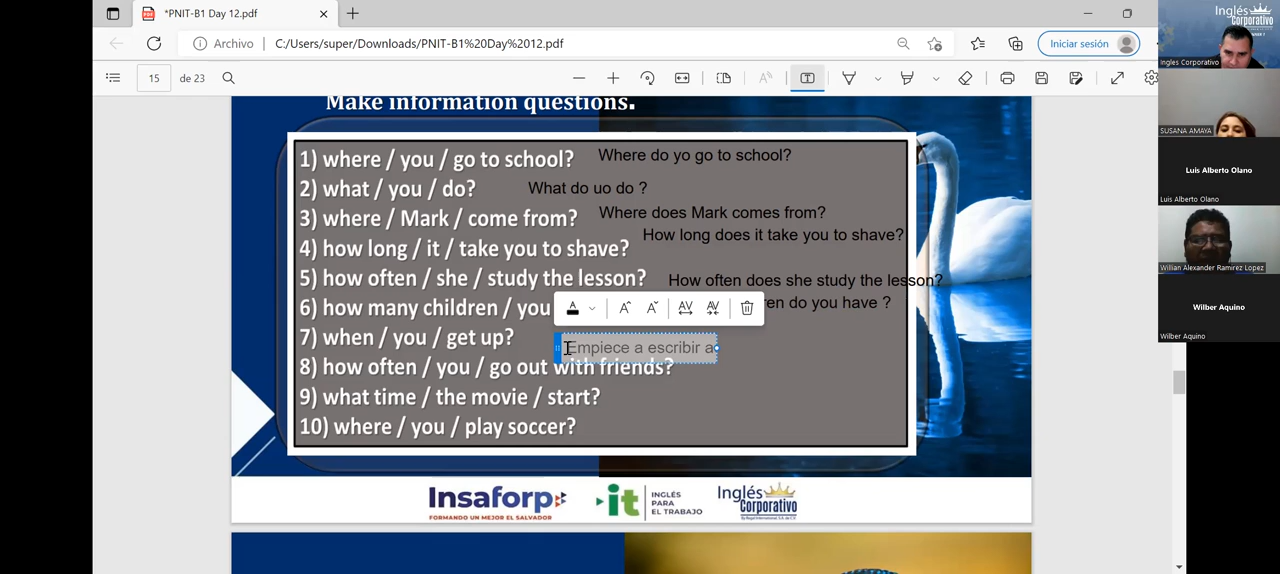 *PNIT-B1 Day 12.pdf
Archivo
C:/Users/super/Downloads/PNIT-B1%20Day%2012.pdf
Iniciar sesión
15 de 23
Make information questions.
1) where / you / go to school? Where do yo go to school?
2) what / you / do? What do uo do ?
3) where / Mark / come from? Where does Mark comes from?
4) how long / it / take you to shave? How long does it take you to shave?
5) how often / she / study the lesson? How often does she study the lesson?
6) how many children / you do you have ?
7) when / you / get up? Empiece a escribir a
8) how often / you / go out with friends?
9) what time / the movie / start?
10) where / you / play soccer?
Insaforp
FORMANDO UN MEJOR EL SALVADOR
it
INGLÉS
PARA
EL TRABAJO
Inglés
Corporativo
Inglés
Corporativo
Ingles Corporativo
SUSANA AMAYA
Luis Alberto Olano
Luis Alberto Olano
Willian Alexander Ramirez Lopez
Wilber Aquino
Wilber Aquino